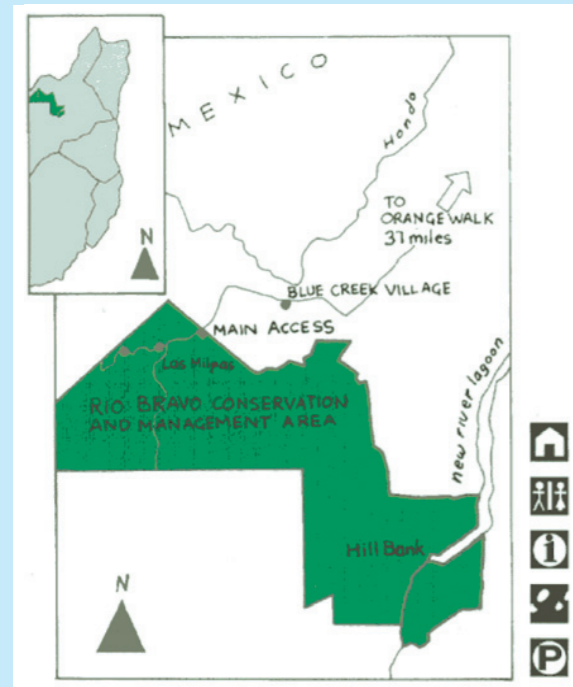 MEXICO
Hondo
N
TO
ORANGE WALK
37 miles
BLUE CREEK VILLAGE
MAIN ACCESS
Las Milpas
RIO BRAVO CONSERVATION
AND MANAGEMENT AREA
new river lagoon
Hill Bank
N
i
P